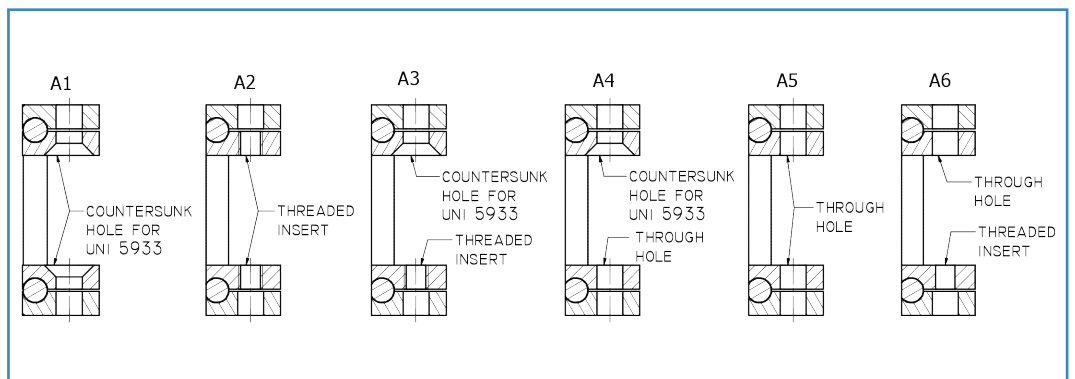 A1
A2
A3
A4
A5
A6
COUNTERSUNK
HOLE FOR
UNI 5933
THREADED
INSERT
COUNTERSUNK
HOLE FOR
UNI 5933
THREADED
INSERT
COUNTERSUNK
HOLE FOR
UNI 5933
THROUGH
HOLE
THROUGH
HOLE
THROUGH
HOLE
THREADED
INSERT